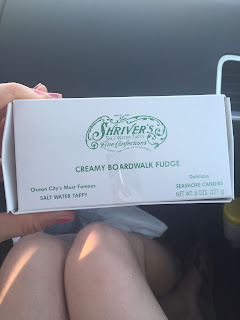 SHRIVER'S
SALT WATER TAFFY
Fine Confections
CREAMY BOARDWALK FUDGE
Ocean City's Most Famous
SALT WATER TAFFY
Delicious
SEASHORE CANDIES
NET WT. 8 OZS. (227 g)